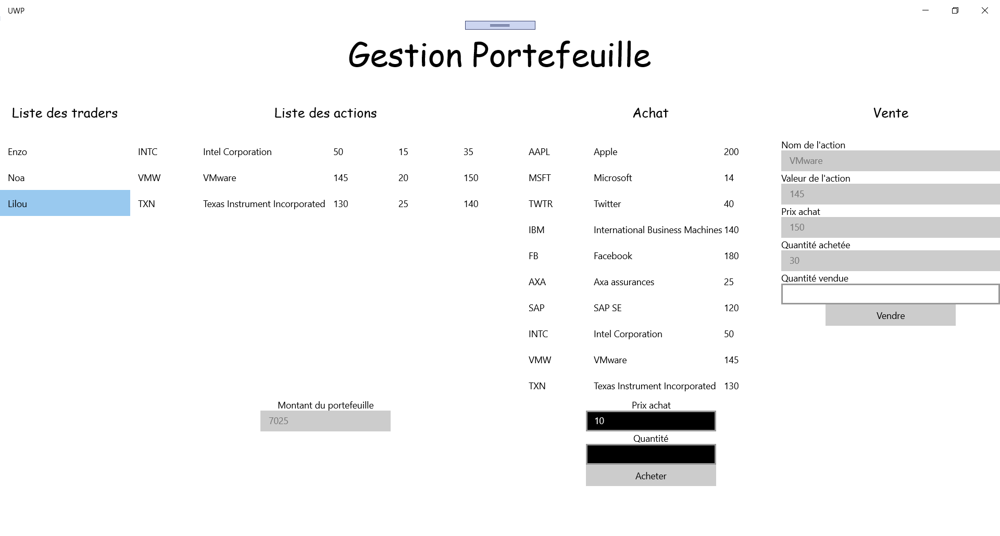 UWP
Gestion Portefeuille
Liste des traders
Enzo
Noa
Lilou
Liste des actions
INTC Intel Corporation 50 15 35
VMW VMware 145 20 150
TXN Texas Instrument Incorporated 130 25 140
Montant du portefeuille
7025
Achat
AAPL Apple 200
MSFT Microsoft 14
TWTR Twitter 40
IBM International Business Machines 140
FB Facebook 180
AXA Axa assurances 25
SAP SAP SE 120
INTC Intel Corporation 50
VMW VMware 145
TXN Texas Instrument Incorporated 130
Prix achat
10
Quantité
Acheter
Vente
Nom de l'action
VMware
Valeur de l'action
145
Prix achat
150
Quantité achetée
30
Quantité vendue
Vendre